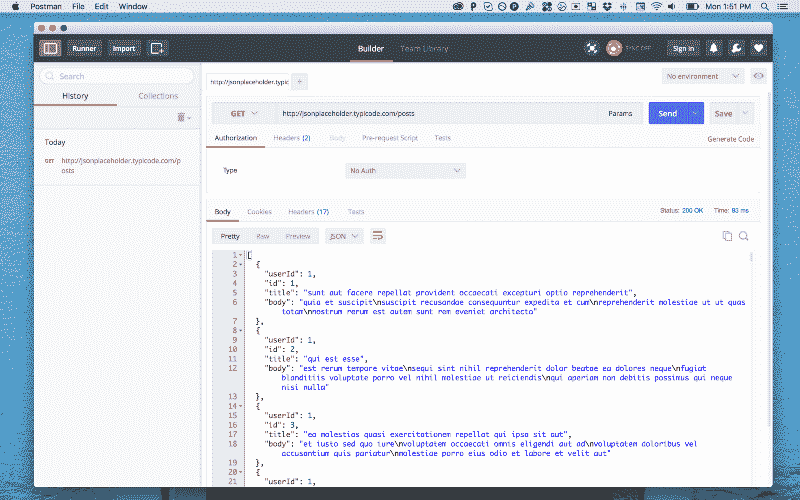 Postman File Edit Window Mon 1:51 PM
Runner Import Builder Team Library SYNC OFF Sign In
Search
History Collections
Today
GET http://jsonplaceholder.typicode.com/p
osts
http://jsonplaceholder.typic + No environment
GET http://jsonplaceholder.typicode.com/posts Params Send Save
Authorization Headers (2) Body Pre-request Script Tests Generate Code
Type No Auth
Body Cookies Headers (17) Tests Status: 200 OK Time: 93 ms
Pretty Raw Preview JSON
1 [
2 {
3 "userId": 1,
4 "id": 1,
5 "title": "sunt aut facere repellat provident occaecati excepturi optio reprehenderit",
6 "body": "quia et suscipit\nsuscipit recusandae consequuntur expedita et cum\nreprehenderit molestiae ut ut quas
totam\nnostrum rerum est autem sunt rem eveniet architecto"
7 },
8 {
9 "userId": 1,
10 "id": 2,
11 "title": "qui est esse",
12 "body": "est rerum tempore vitae\nsequi sint nihil reprehenderit dolor beatae ea dolores neque\nfugiat
blanditiis voluptate porro vel nihil molestiae ut reiciendis\nqui aperiam non debitis possimus qui neque
nisi nulla"
13 },
14 {
15 "userId": 1,
16 "id": 3,
17 "title": "ea molestias quasi exercitationem repellat qui ipsa sit aut",
18 "body": "et iusto sed quo iure\nvoluptatem occaecati omnis eligendi aut ad\nvoluptatem doloribus vel
accusantium quis pariatur\nmolestiae porro eius odio et labore et velit aut"
19 },
20 {
21 "userId": 1,